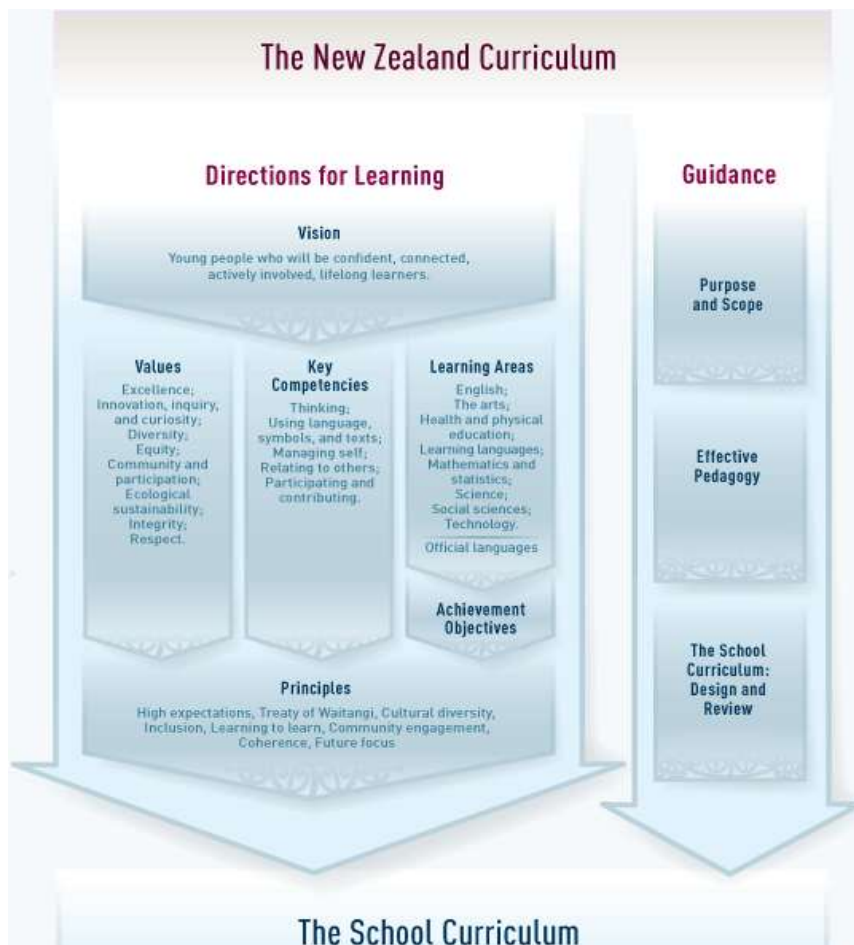 The New Zealand Curriculum
Directions for Learning
Vision
Young people who will be confident, connected,
actively involved, lifelong learners.
Values
Excellence;
Innovation, inquiry,
and curiosity;
Diversity;
Equity;
Community and
participation;
Ecological
sustainability;
Integrity;
Respect.
Key
Competencies
Thinking;
Using language,
symbols, and texts;
Managing self;
Relating to others;
Participating and
contributing.
Learning Areas
English;
The arts;
Health and physical
education;
Learning languages;
Mathematics and
statistics;
Science;
Social sciences;
Technology.
Official languages
Achievement
Objectives
Principles
High expectations, Treaty of Waitangi, Cultural diversity,
Inclusion, Learning to learn, Community engagement,
Coherence, Future focus
Guidance
Purpose
and Scope
Effective
Pedagogy
The School
Curriculum:
Design and
Review
The School Curriculum